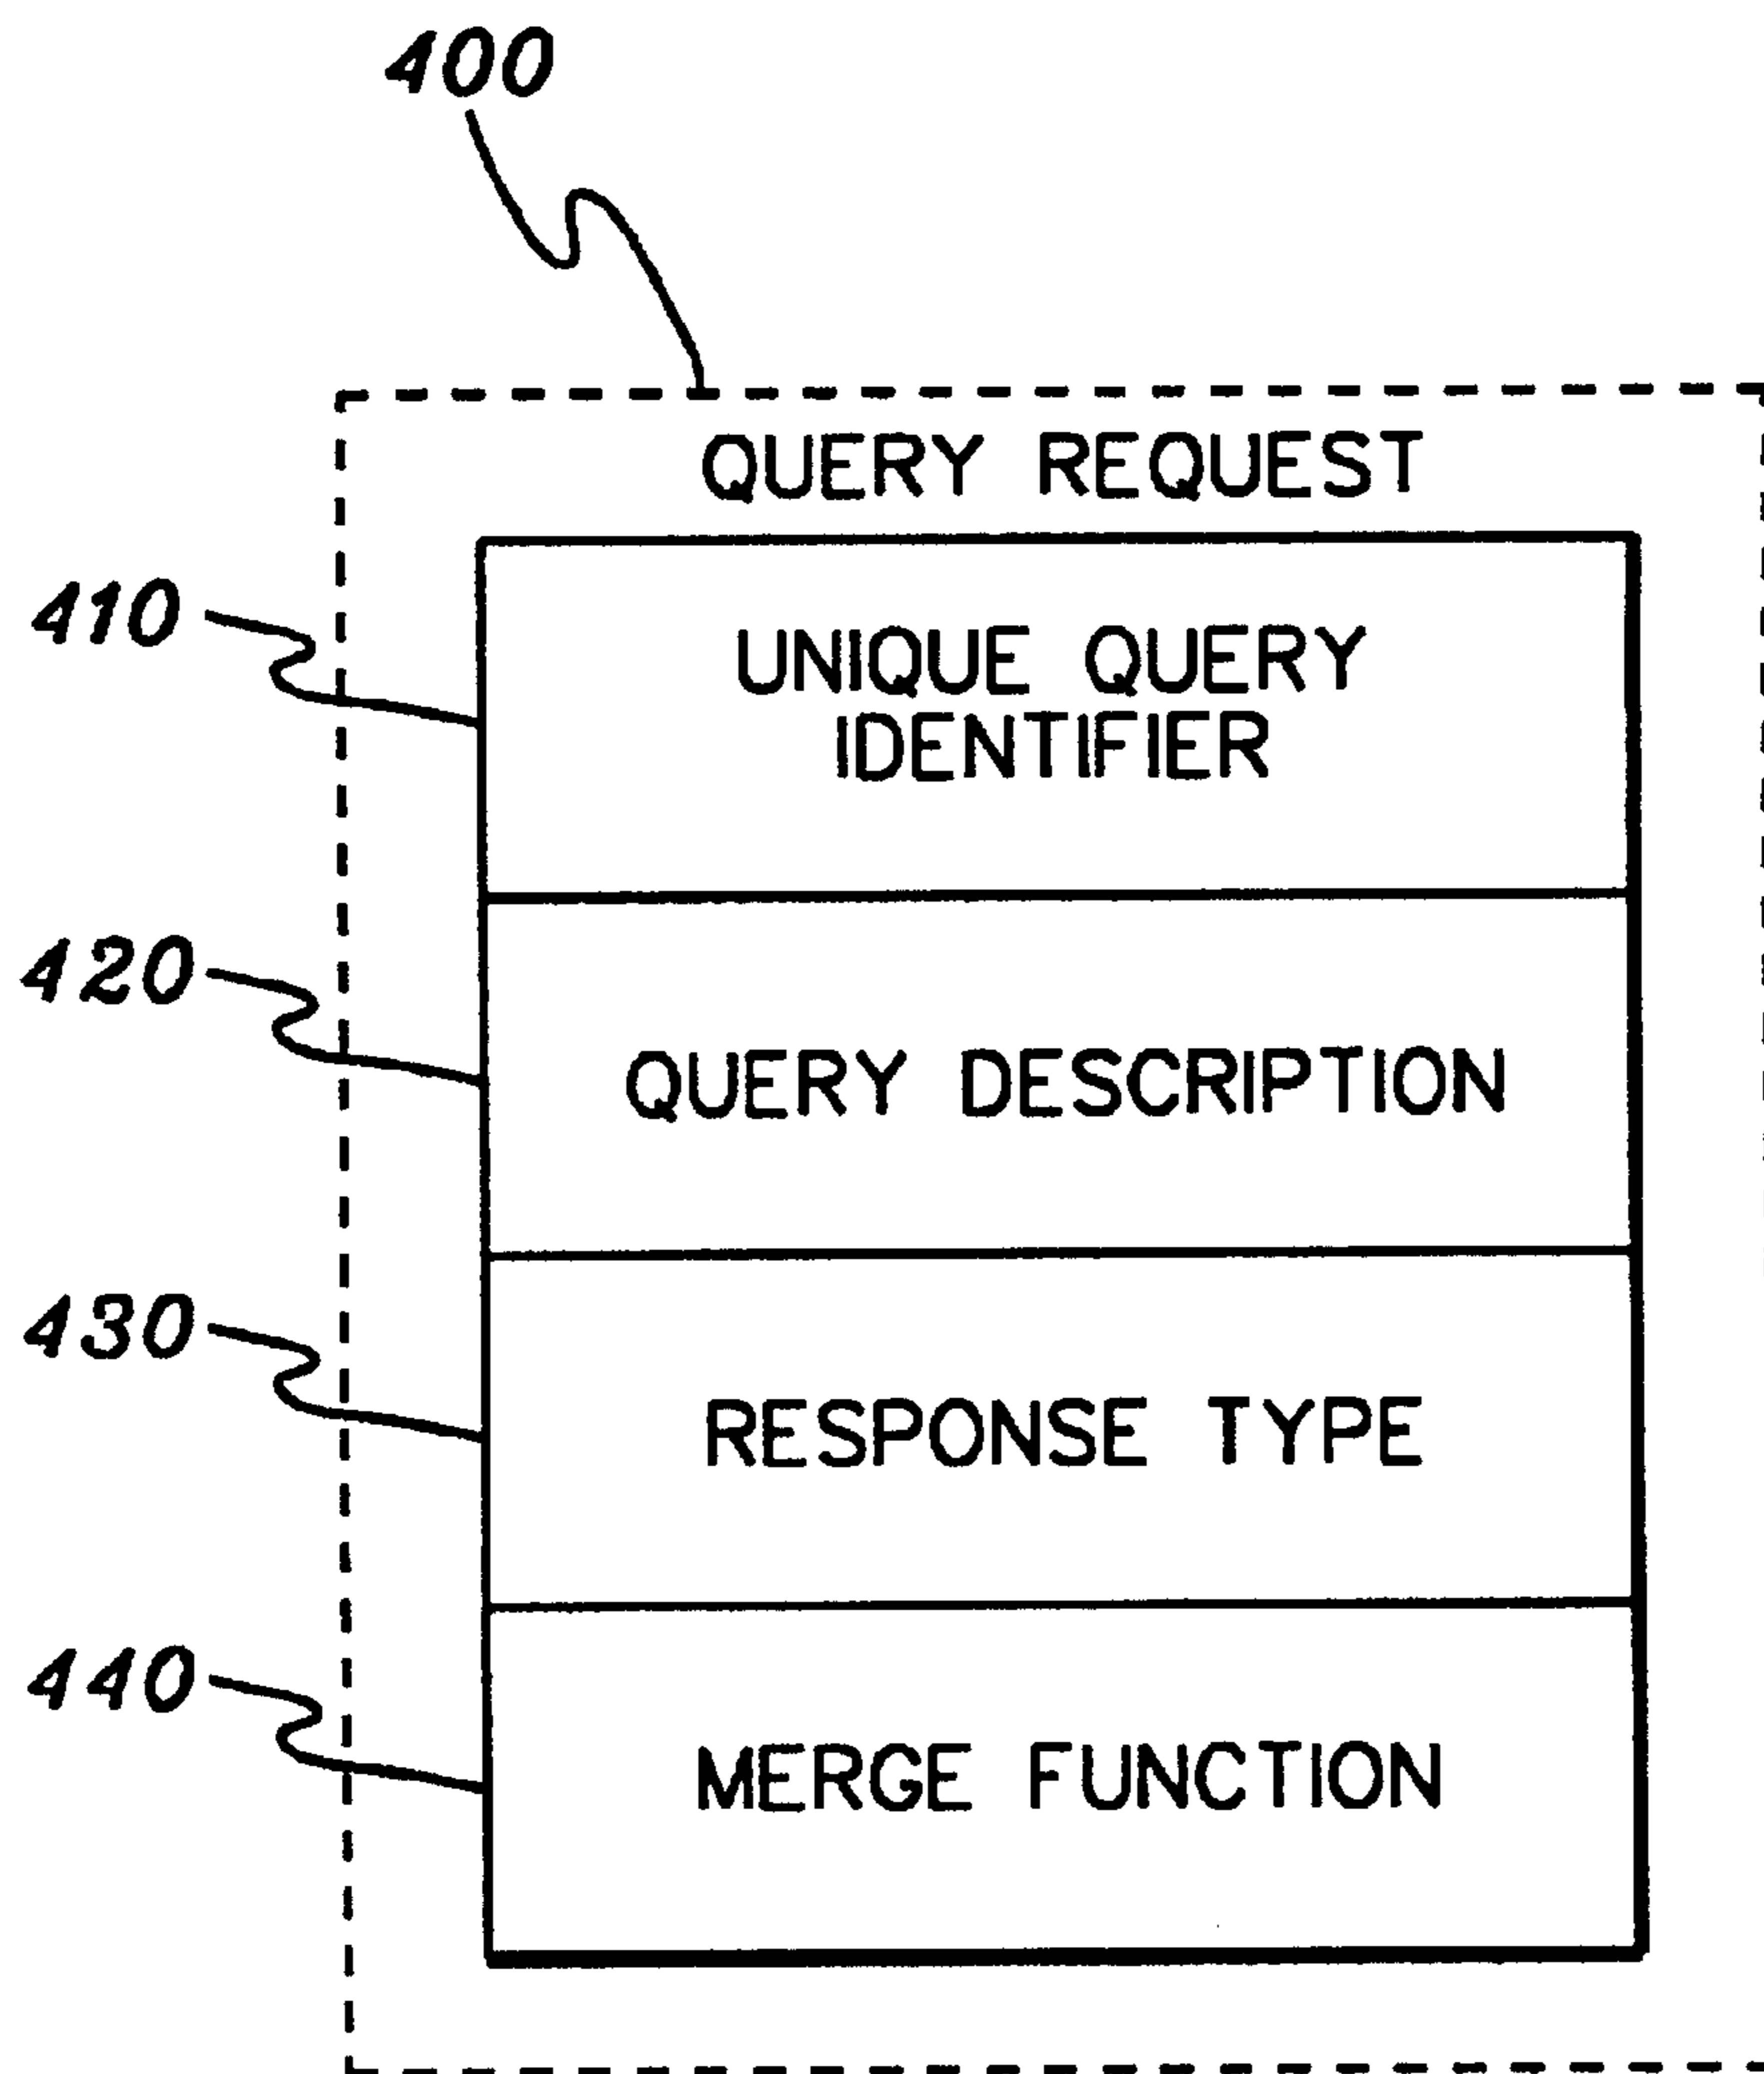 400
QUERY REQUEST
410
UNIQUE QUERY
IDENTIFIER
420
QUERY DESCRIPTION
430
RESPONSE TYPE
440
MERGE FUNCTION